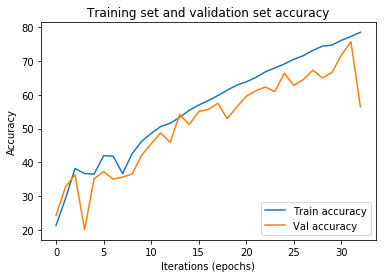 Training set and validation set accuracy
Accuracy
80
70
60
50
40
30
20
0
5
10
15
20
25
30
Iterations (epochs)
Train accuracy
Val accuracy